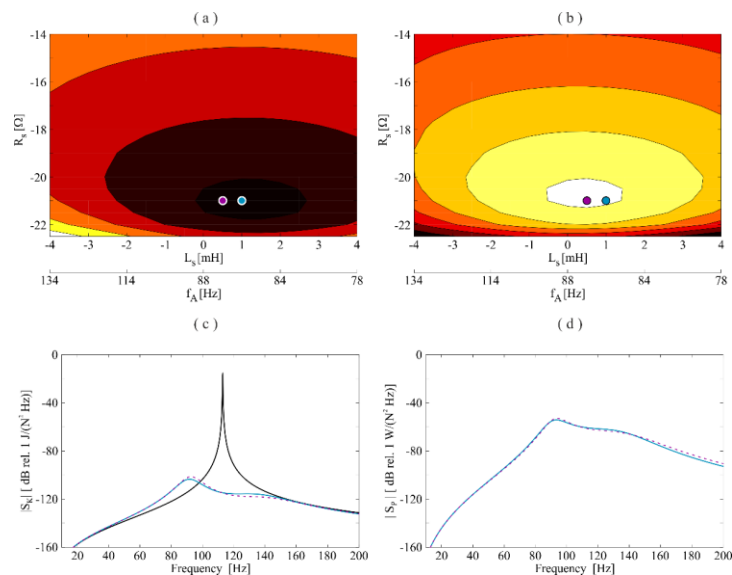 ( a )
( b )
-14
-16
-18
-20
-22
R_s [Ω]
-4 -3 -2 -1 0 1 2 3 4
L_s [mH]
134 114 88 84 78
f_A [Hz]
-14
-16
-18
-20
-22
R_s [Ω]
-4 -3 -2 -1 0 1 2 3 4
L_s [mH]
134 114 88 84 78
f_A [Hz]
( c )
( d )
0
-40
-80
-120
-160
|S_K| [ dB rel. 1 J/(N² Hz)]
20 40 60 80 100 120 140 160 180 200
Frequency [Hz]
0
-40
-80
-120
-160
| S_P | [ dB rel. 1 W/(N² Hz)]
20 40 60 80 100 120 140 160 180 200
Frequency [Hz]